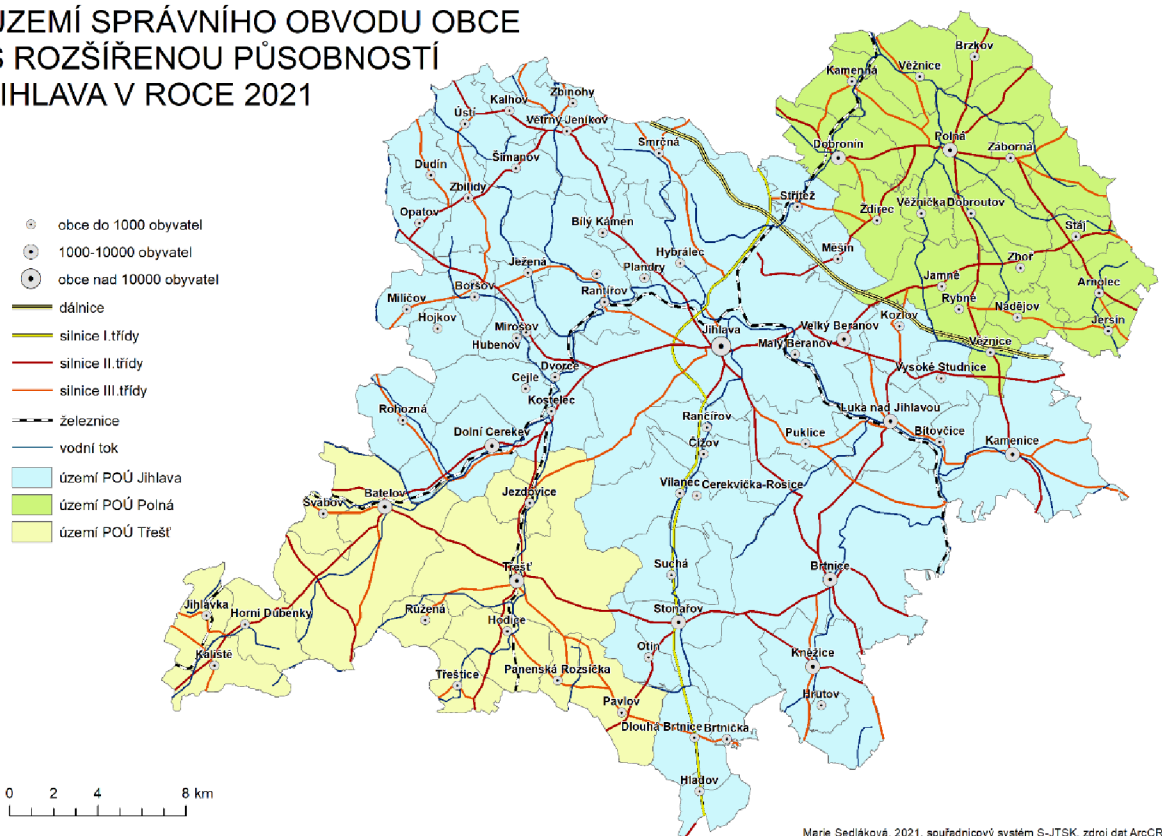 ÚZEMÍ SPRÁVNÍHO OBVODU OBCE
S ROZŠÍŘENOU PŮSOBNOSTÍ
JIHLAVA V ROCE 2021
obce do 1000 obyvatel
1000-10000 obyvatel
obce nad 10000 obyvatel
dálnice
silnice I.třídy
silnice II.třídy
silnice III.třídy
železnice
vodní tok
území POÚ Jihlava
území POÚ Polná
území POÚ Třešť
Brzkov
Věžnice
Kamenná
Zbinohy
Kalhov
Ústí
Větrný Jeníkov
Smrčná
Polná
Dobronín
Záborná
Šimanov
Dudín
Zbilidy
Střítež
Opatov
Ždírec
Věžnička
Dobroutov
Bílý Kámen
Stáj
Měšín
Hybrálec
Ježená
Plandry
Zhoř
Jamné
Arnolec
Boršov
Rantířov
Milíčov
Rybné
Nadějov
Hojkov
Kozlov
Jersín
Mirošov
Jihlava
Velký Beranov
Hubenov
Malý Beranov
Věžnice
Dvorce
Vysoké Studnice
Cejle
Kostelec
Rohozná
Luka nad Jihlavou
Rančířov
Dolní Cerekev
Puklice
Bítovčice
Čížov
Kamenice
Vílanec
Cerekvička-Rosice
Batelov
Jezdovice
Švábov
Suchá
Brtnice
Třešť
Jihlávka
Růžená
Stonařov
Horní Dubenky
Hodice
Otín
Kněžice
Kaliště
Panenská Rozsíčka
Třeštice
Hrutov
Pavlov
Dlouhá Brtnice
Brtnička
Hladov
0 2 4 8 km
Marie Sedláková, 2021, souřadnicový systém S-JTSK, zdroj dat ArcCR